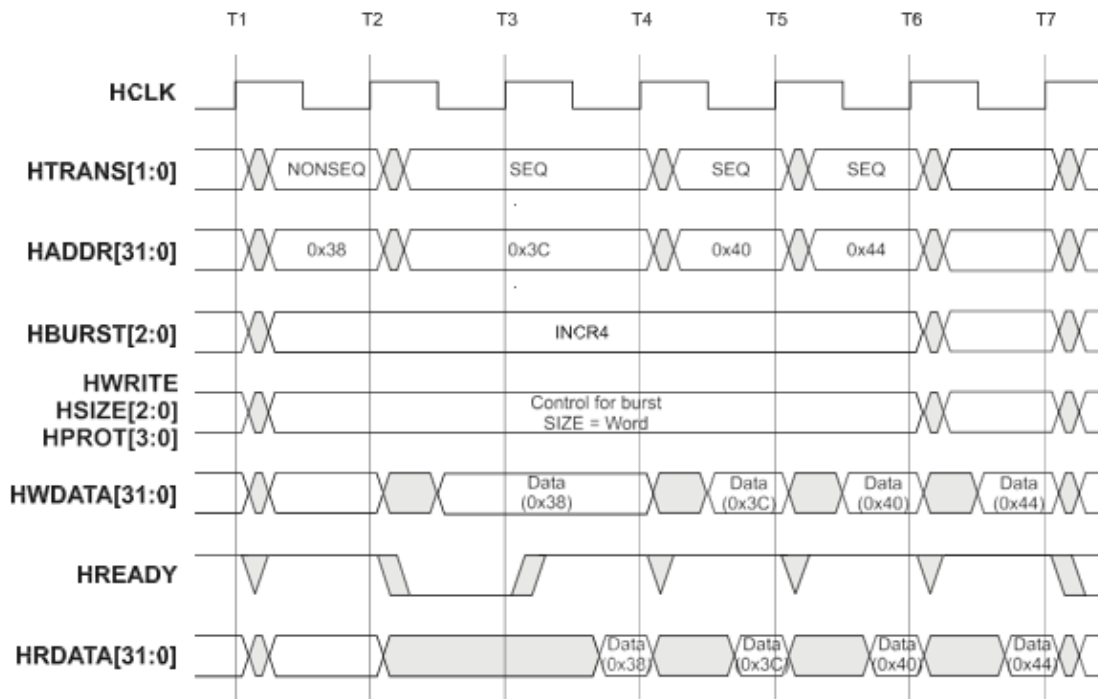 T1 T2 T3 T4 T5 T6 T7
HCLK
HTRANS[1:0] NONSEQ SEQ SEQ SEQ
HADDR[31:0] 0x38 0x3C 0x40 0x44
HBURST[2:0] INCR4
HWRITE
HSIZE[2:0] Control for burst
HPROT[3:0] SIZE = Word
HWDATA[31:0] Data Data Data Data
(0x38) (0x3C) (0x40) (0x44)
HREADY
HRDATA[31:0] Data Data Data Data
(0x38) (0x3C) (0x40) (0x44)